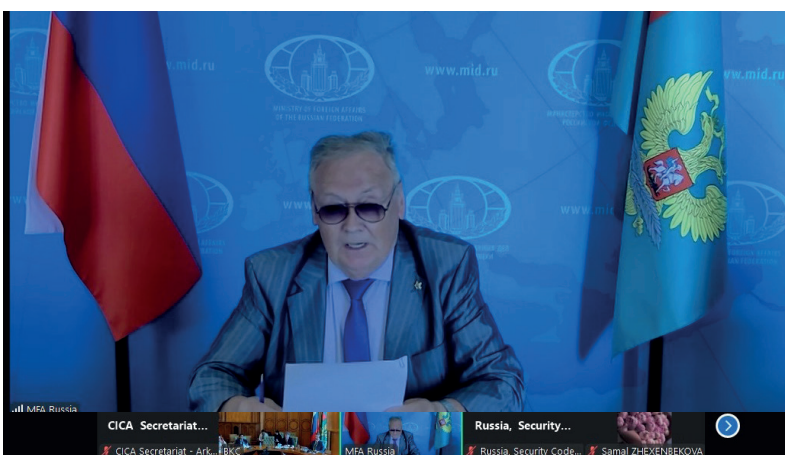 www.mid.ru
www.mid.ru
MINISTRY OF FOREIGN AFFAIRS
OF THE RUSSIAN FEDERATION
MFA Russia
CICA Secretariat...
Russia, Security...
CICA Secretariat - Ark...
BKC
MFA Russia
Russia, Security Code...
Samal ZHEXENBEKOVA